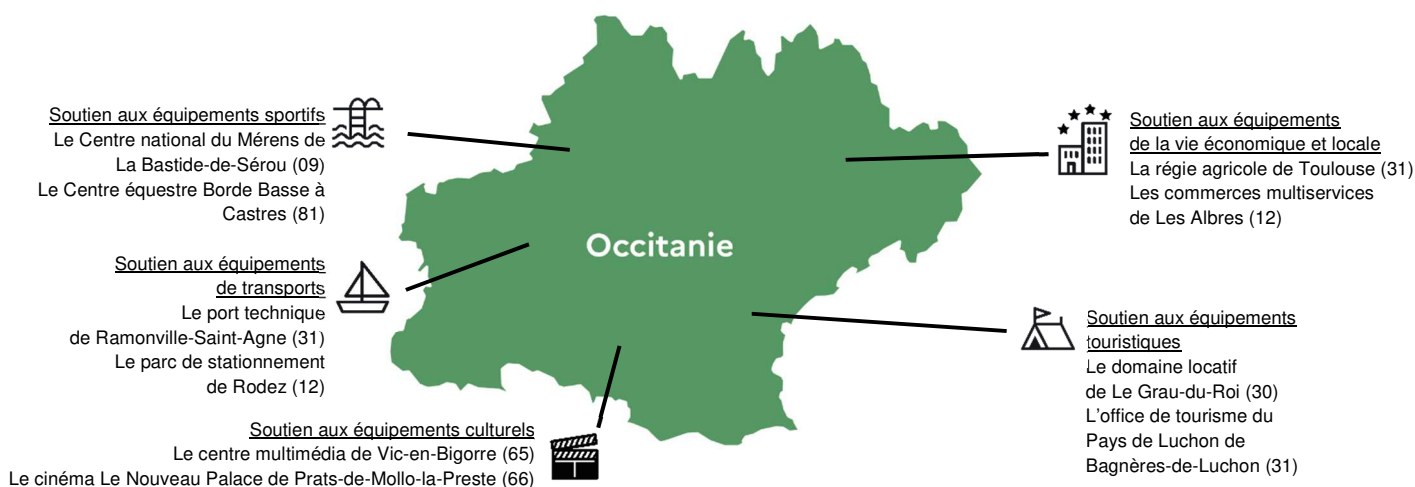 Soutien aux équipements sportifs
Le Centre national du Mérens de
La Bastide-de-Sérou (09)
Le Centre équestre Borde Basse à
Castres (81)
Soutien aux équipements
de transports
Le port technique
de Ramonville-Saint-Agne (31)
Le parc de stationnement
de Rodez (12)
Soutien aux équipements culturels
Le centre multimédia de Vic-en-Bigorre (65)
Le cinéma Le Nouveau Palace de Prats-de-Mollo-la-Preste (66)
Occitanie
Soutien aux équipements
de la vie économique et locale
La régie agricole de Toulouse (31)
Les commerces multiservices
de Les Albres (12)
Soutien aux équipements
touristiques
Le domaine locatif
de Le Grau-du-Roi (30)
L'office de tourisme du
Pays de Luchon de
Bagnères-de-Luchon (31)